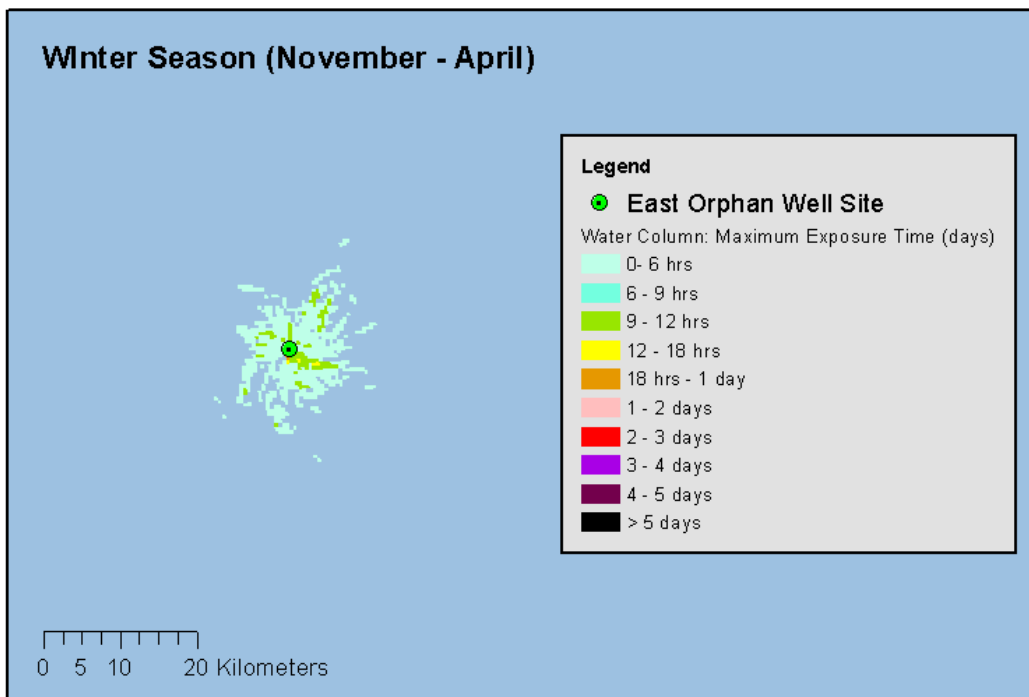 WInter Season (November - April)
Legend
East Orphan Well Site
Water Column: Maximum Exposure Time (days)
0- 6 hrs
6 - 9 hrs
9 - 12 hrs
12 - 18 hrs
18 hrs - 1 day
1 - 2 days
2 - 3 days
3 - 4 days
4 - 5 days
> 5 days
0 5 10 20 Kilometers